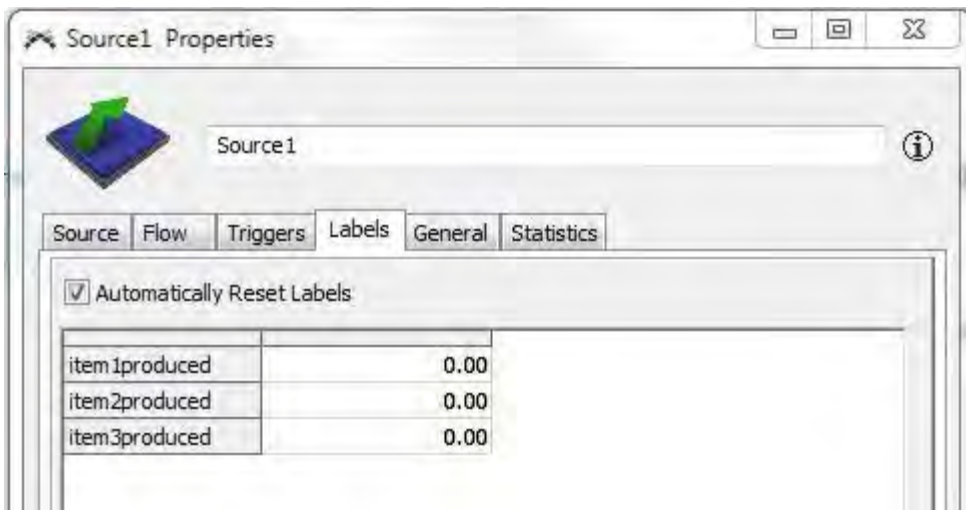 Source1 Properties
Source1
Source Flow Triggers Labels General Statistics
Automatically Reset Labels
item1produced 0.00
item2produced 0.00
item3produced 0.00